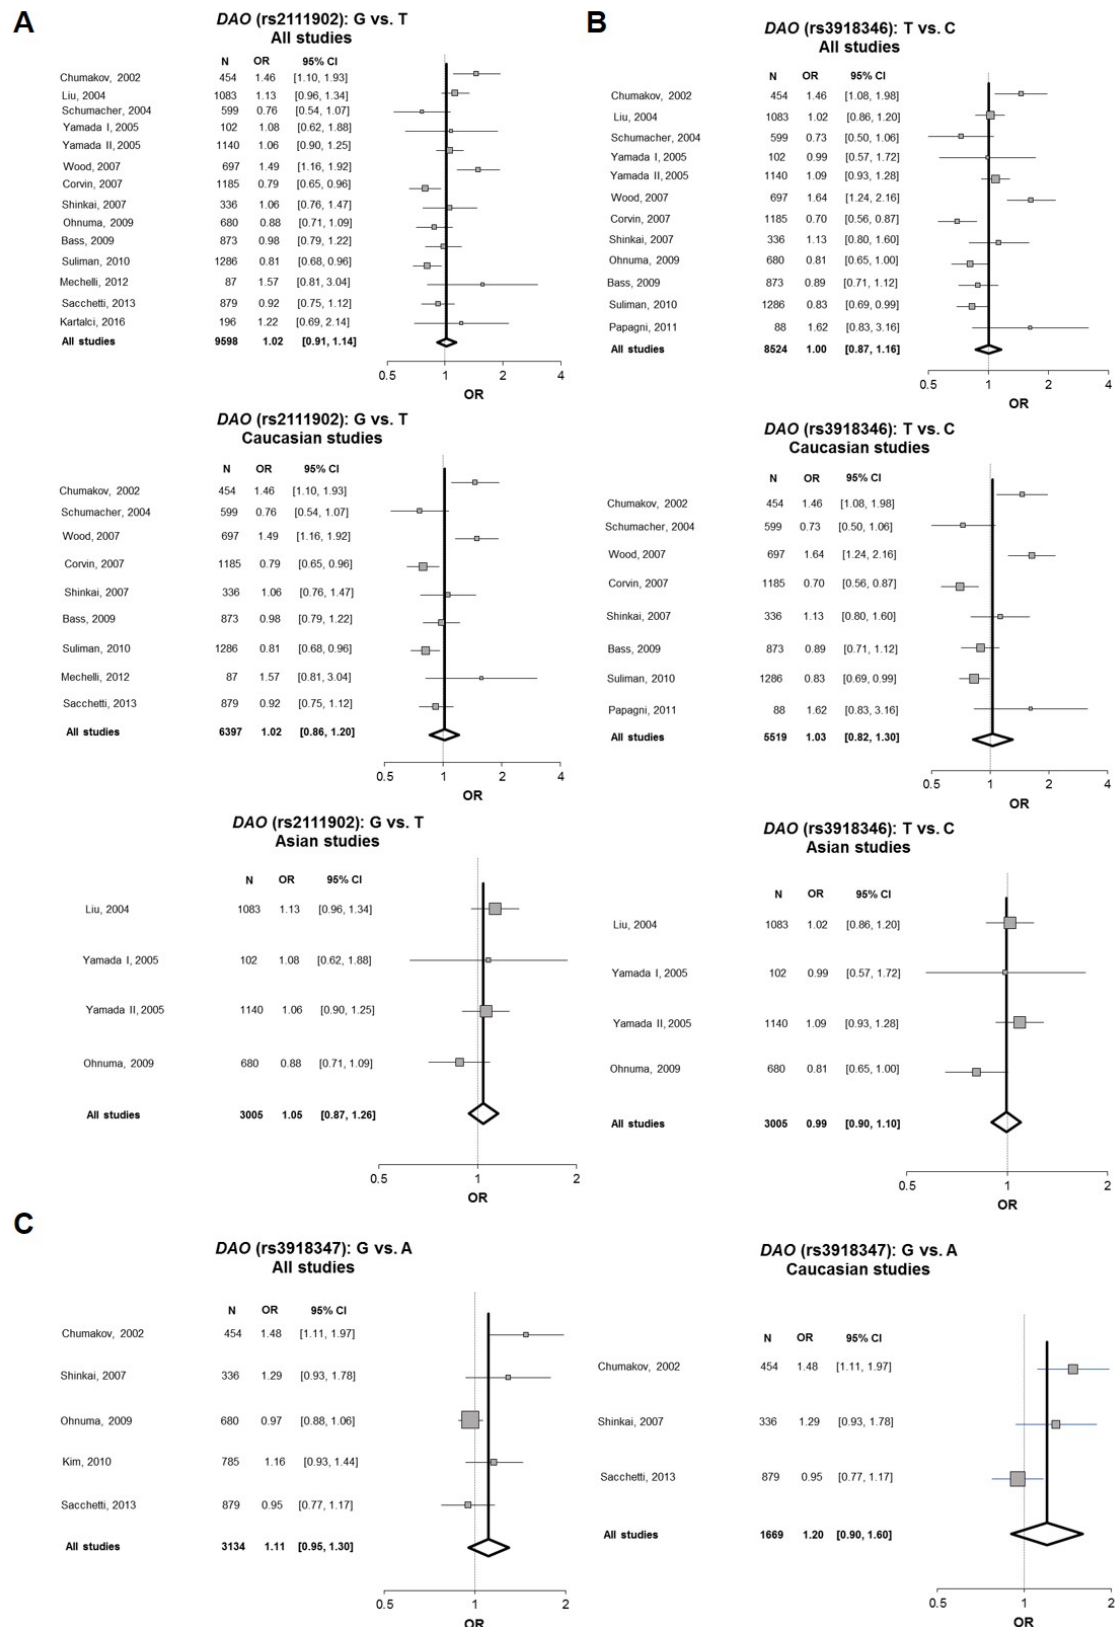 A
DAO (rs2111902): G vs. T
All studies
N OR 95% CI
Chumakov, 2002 454 1.46 [1.10, 1.93]
Liu, 2004 1083 1.13 [0.96, 1.34]
Schumacher, 2004 599 0.76 [0.54, 1.07]
Yamada I, 2005 102 1.08 [0.62, 1.88]
Yamada II, 2005 1140 1.06 [0.90, 1.25]
Wood, 2007 697 1.49 [1.16, 1.92]
Corvin, 2007 1185 0.79 [0.65, 0.96]
Shinkai, 2007 336 1.06 [0.76, 1.47]
Ohnuma, 2009 680 0.88 [0.71, 1.09]
Bass, 2009 873 0.98 [0.79, 1.22]
Suliman, 2010 1286 0.81 [0.68, 0.96]
Mechelli, 2012 87 1.57 [0.81, 3.04]
Sacchetti, 2013 879 0.92 [0.75, 1.12]
Kartalci, 2016 196 1.22 [0.69, 2.14]
All studies 9598 1.02 [0.91, 1.14]
0.5 1 2 4
OR
DAO (rs2111902): G vs. T
Caucasian studies
N OR 95% CI
Chumakov, 2002 454 1.46 [1.10, 1.93]
Schumacher, 2004 599 0.76 [0.54, 1.07]
Wood, 2007 697 1.49 [1.16, 1.92]
Corvin, 2007 1185 0.79 [0.65, 0.96]
Shinkai, 2007 336 1.06 [0.76, 1.47]
Bass, 2009 873 0.98 [0.79, 1.22]
Suliman, 2010 1286 0.81 [0.68, 0.96]
Mechelli, 2012 87 1.57 [0.81, 3.04]
Sacchetti, 2013 879 0.92 [0.75, 1.12]
All studies 6397 1.02 [0.86, 1.20]
0.5 1 2 4
OR
DAO (rs2111902): G vs. T
Asian studies
N OR 95% CI
Liu, 2004 1083 1.13 [0.96, 1.34]
Yamada I, 2005 102 1.08 [0.62, 1.88]
Yamada II, 2005 1140 1.06 [0.90, 1.25]
Ohnuma, 2009 680 0.88 [0.71, 1.09]
All studies 3005 1.05 [0.87, 1.26]
0.5 1 2
OR
B
DAO (rs3918346): T vs. C
All studies
N OR 95% CI
Chumakov, 2002 454 1.46 [1.08, 1.98]
Liu, 2004 1083 1.02 [0.86, 1.20]
Schumacher, 2004 599 0.73 [0.50, 1.06]
Yamada I, 2005 102 0.99 [0.57, 1.72]
Yamada II, 2005 1140 1.09 [0.93, 1.28]
Wood, 2007 697 1.64 [1.24, 2.16]
Corvin, 2007 1185 0.70 [0.56, 0.87]
Shinkai, 2007 336 1.13 [0.80, 1.60]
Ohnuma, 2009 680 0.81 [0.65, 1.00]
Bass, 2009 873 0.89 [0.71, 1.12]
Suliman, 2010 1286 0.83 [0.69, 0.99]
Papagni, 2011 88 1.62 [0.83, 3.16]
All studies 8524 1.00 [0.87, 1.16]
0.5 1 2 4
OR
DAO (rs3918346): T vs. C
Caucasian studies
N OR 95% CI
Chumakov, 2002 454 1.46 [1.08, 1.98]
Schumacher, 2004 599 0.73 [0.50, 1.06]
Wood, 2007 697 1.64 [1.24, 2.16]
Corvin, 2007 1185 0.70 [0.56, 0.87]
Shinkai, 2007 336 1.13 [0.80, 1.60]
Bass, 2009 873 0.89 [0.71, 1.12]
Suliman, 2010 1286 0.83 [0.69, 0.99]
Papagni, 2011 88 1.62 [0.83, 3.16]
All studies 5519 1.03 [0.82, 1.30]
0.5 1 2 4
OR
DAO (rs3918346): T vs. C
Asian studies
N OR 95% CI
Liu, 2004 1083 1.02 [0.86, 1.20]
Yamada I, 2005 102 0.99 [0.57, 1.72]
Yamada II, 2005 1140 1.09 [0.93, 1.28]
Ohnuma, 2009 680 0.81 [0.65, 1.00]
All studies 3005 0.99 [0.90, 1.10]
0.5 1 2
OR
C
DAO (rs3918347): G vs. A
All studies
N OR 95% CI
Chumakov, 2002 454 1.48 [1.11, 1.97]
Shinkai, 2007 336 1.29 [0.93, 1.78]
Ohnuma, 2009 680 0.97 [0.88, 1.06]
Kim, 2010 785 1.16 [0.93, 1.44]
Sacchetti, 2013 879 0.95 [0.77, 1.17]
All studies 3134 1.11 [0.95, 1.30]
0.5 1 2
OR
DAO (rs3918347): G vs. A
Caucasian studies
N OR 95% CI
Chumakov, 2002 454 1.48 [1.11, 1.97]
Shinkai, 2007 336 1.29 [0.93, 1.78]
Sacchetti, 2013 879 0.95 [0.77, 1.17]
All studies 1669 1.20 [0.90, 1.60]
0.5 1 2
OR